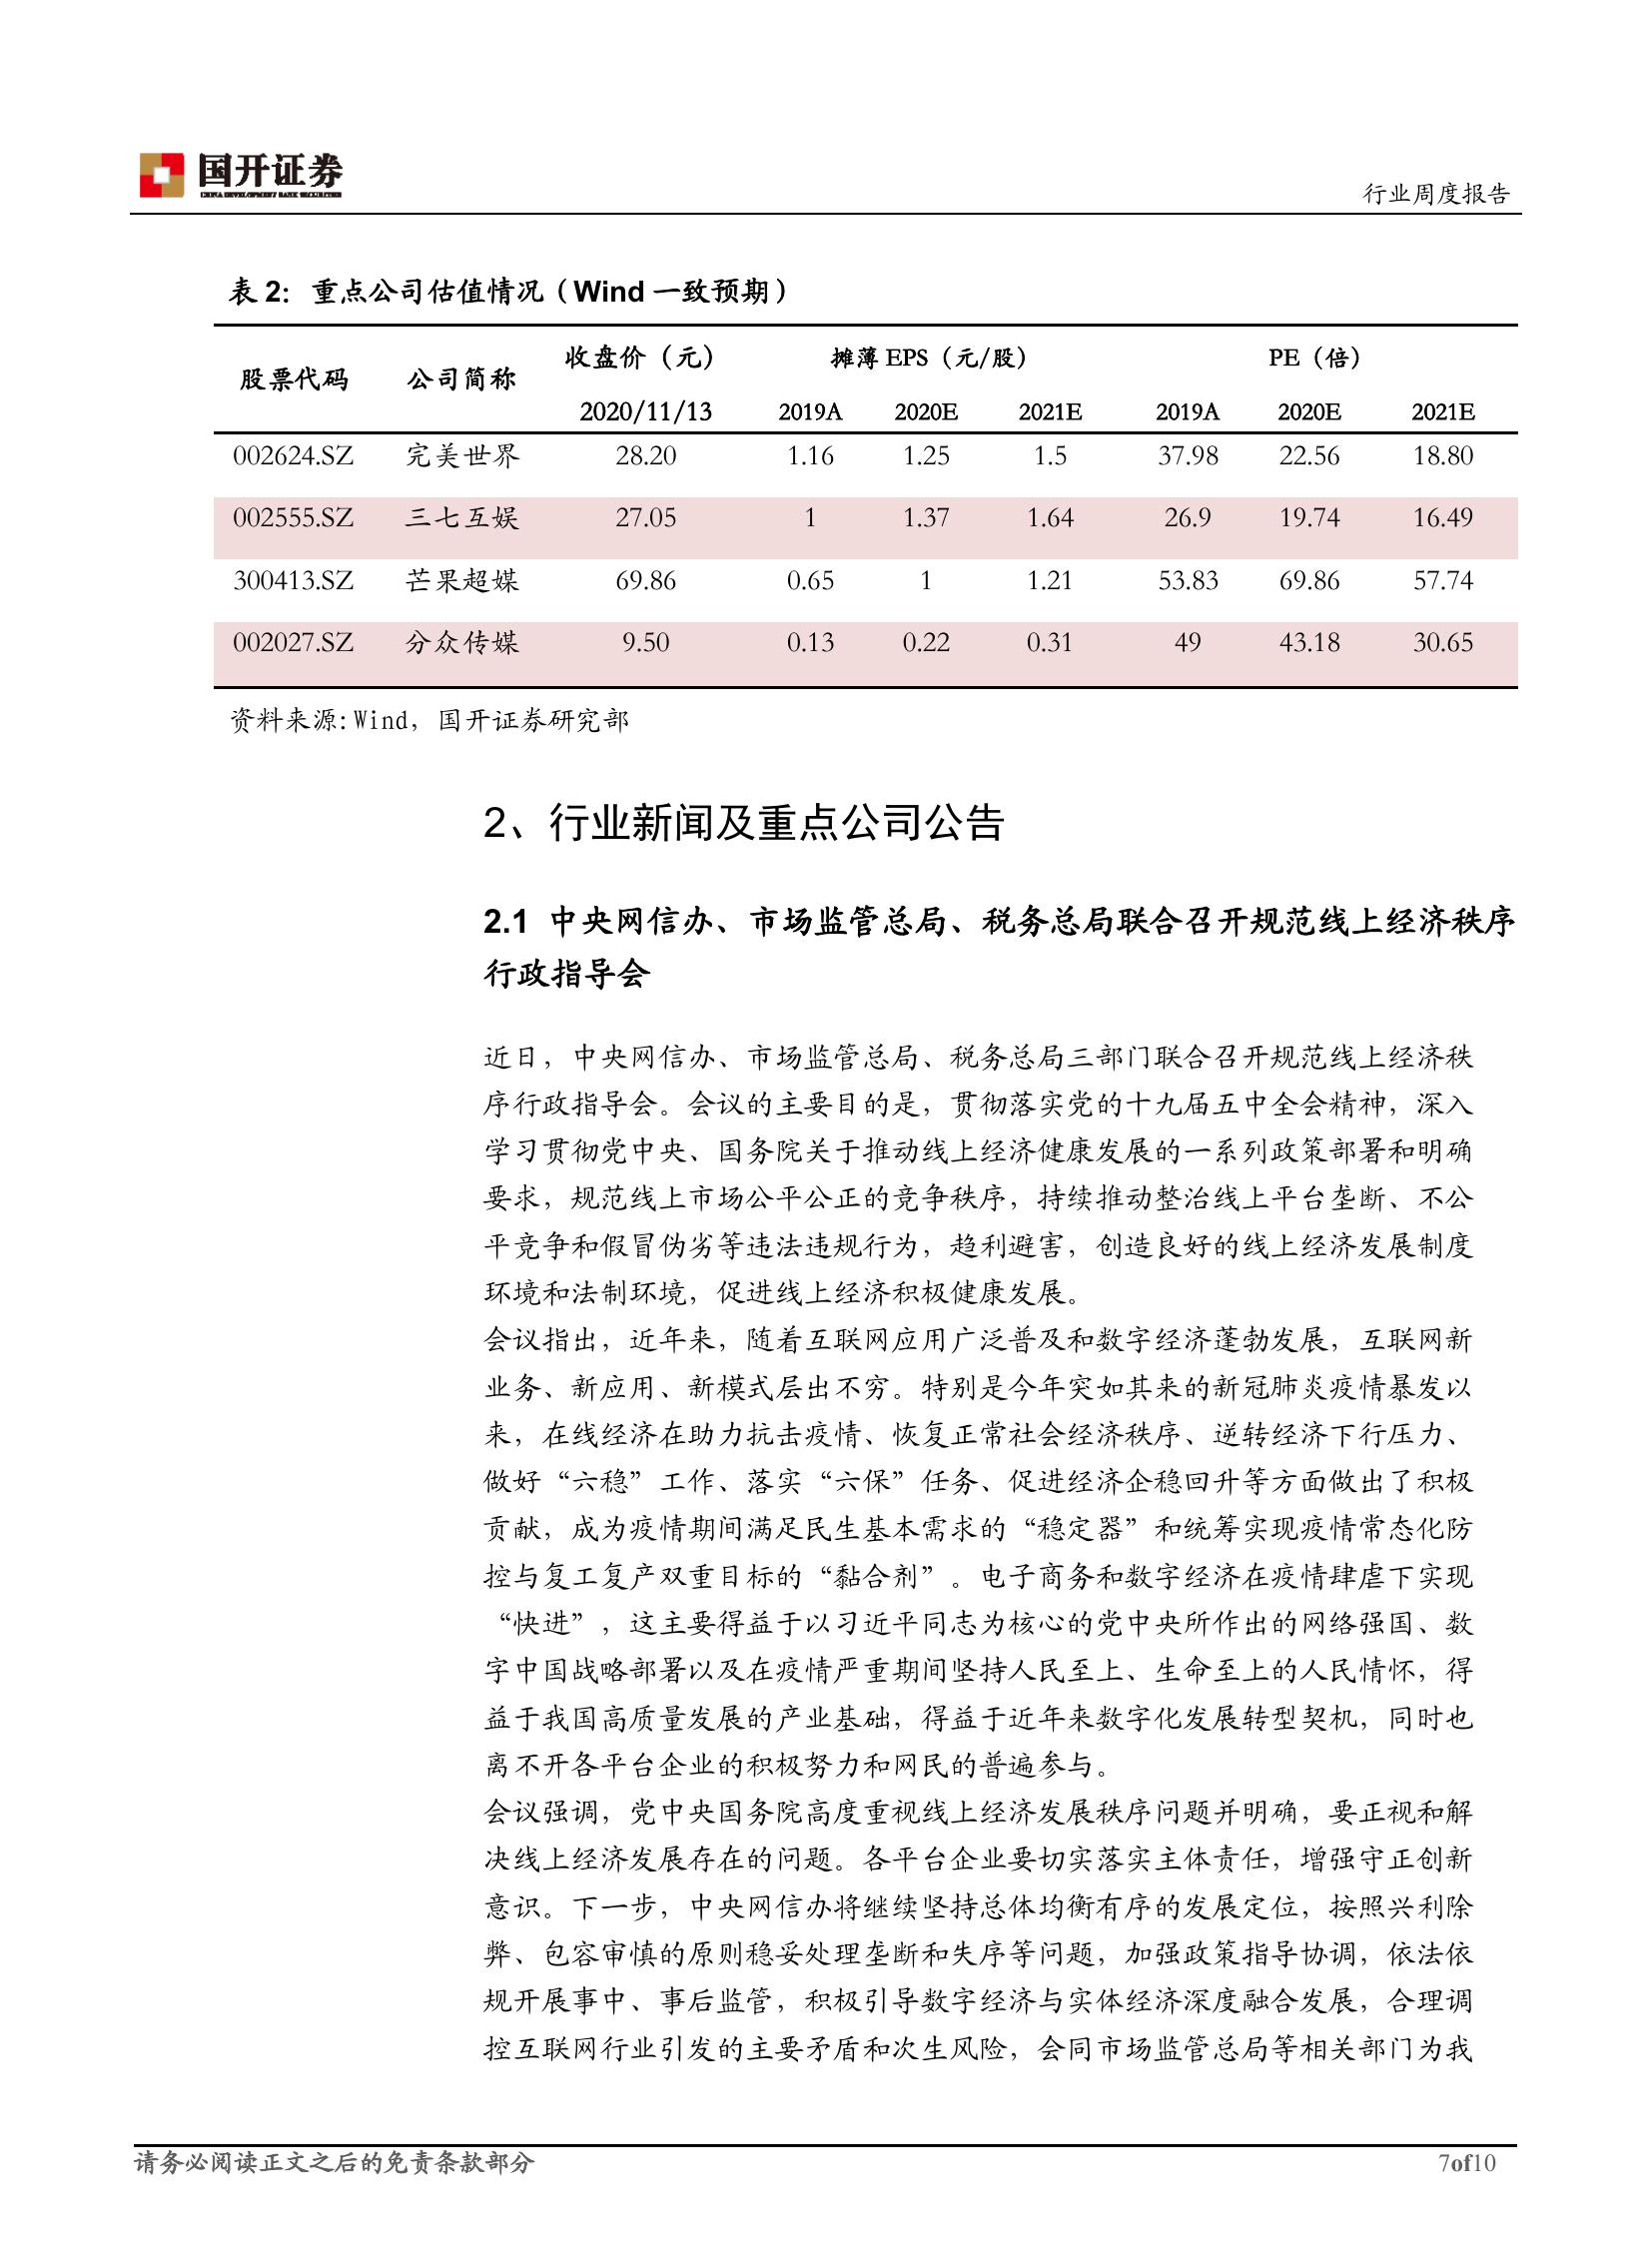 国开证券
CHINA DEVELOPMENT BANK SECURITIES
行业周度报告
表 2：重点公司估值情况（Wind 一致预期）
股票代码 公司简称 收盘价（元） 摊薄 EPS（元/股） PE（倍）
2020/11/13 2019A 2020E 2021E 2019A 2020E 2021E
002624.SZ 完美世界 28.20 1.16 1.25 1.5 37.98 22.56 18.80
002555.SZ 三七互娱 27.05 1 1.37 1.64 26.9 19.74 16.49
300413.SZ 芒果超媒 69.86 0.65 1 1.21 53.83 69.86 57.74
002027.SZ 分众传媒 9.50 0.13 0.22 0.31 49 43.18 30.65
资料来源：Wind，国开证券研究部
2、行业新闻及重点公司公告
2.1 中央网信办、市场监管总局、税务总局联合召开规范线上经济秩序
行政指导会
近日，中央网信办、市场监管总局、税务总局三部门联合召开规范线上经济秩
序行政指导会。会议的主要目的是，贯彻落实党的十九届五中全会精神，深入
学习贯彻党中央、国务院关于推动线上经济健康发展的一系列政策部署和明确
要求，规范线上市场公平公正的竞争秩序，持续推动整治线上平台垄断、不公
平竞争和假冒伪劣等违法违规行为，趋利避害，创造良好的线上经济发展制度
环境和法制环境，促进线上经济积极健康发展。
会议指出，近年来，随着互联网应用广泛普及和数字经济蓬勃发展，互联网新
业务、新应用、新模式层出不穷。特别是今年突如其来的新冠肺炎疫情暴发以
来，在线经济在助力抗击疫情、恢复正常社会经济秩序、逆转经济下行压力、
做好“六稳”工作、落实“六保”任务、促进经济企稳回升等方面做出了积极
贡献，成为疫情期间满足民生基本需求的“稳定器”和统筹实现疫情常态化防
控与复工复产双重目标的“黏合剂”。电子商务和数字经济在疫情肆虐下实现
“快进”，这主要得益于以习近平同志为核心的党中央所作出的网络强国、数
字中国战略部署以及在疫情严重期间坚持人民至上、生命至上的人民情怀，得
益于我国高质量发展的产业基础，得益于近年来数字化发展转型契机，同时也
离不开各平台企业的积极努力和网民的普遍参与。
会议强调，党中央国务院高度重视线上经济发展秩序问题并明确，要正视和解
决线上经济发展存在的问题。各平台企业要切实落实主体责任，增强守正创新
意识。下一步，中央网信办将继续坚持总体均衡有序的发展定位，按照兴利除
弊、包容审慎的原则稳妥处理垄断和失序等问题，加强政策指导协调，依法依
规开展事中、事后监管，积极引导数字经济与实体经济深度融合发展，合理调
控互联网行业引发的主要矛盾和次生风险，会同市场监管总局等相关部门为我
请务必阅读正文之后的免责条款部分
7of10